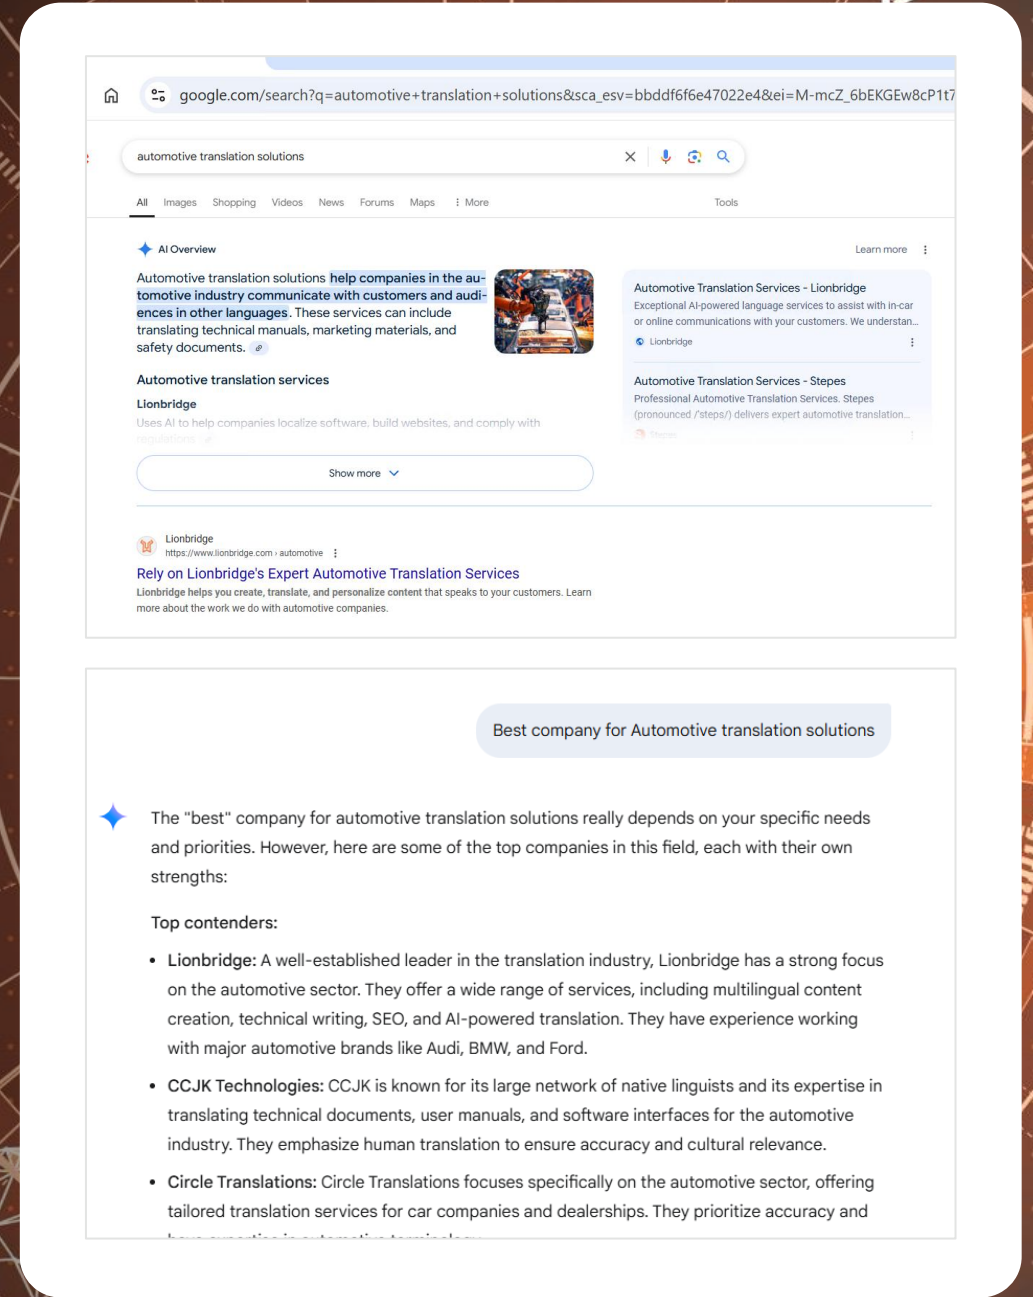 google.com/search?q=automotive+translation+solutions&sca_esv=bbddf6f6e47022e4&ei=M-mcZ_6bEKGEw8cP1t7
automotive translation solutions
All Images Shopping Videos News Forums Maps More Tools
AI Overview
Learn more
Automotive translation solutions help companies in the au-
tomotive industry communicate with customers and audi-
ences in other languages. These services can include
translating technical manuals, marketing materials, and
safety documents.
Automotive translation services
Lionbridge
Uses AI to help companies localize software, build websites, and comply with
regulations
Automotive Translation Services - Lionbridge
Exceptional AI-powered language services to assist with in-car
or online communications with your customers. We understan...
Lionbridge
Automotive Translation Services - Stepes
Professional Automotive Translation Services. Stepes
(pronounced /'steps/) delivers expert automotive translation...
Stepes
Show more
Lionbridge
https://www.lionbridge.com › automotive
Rely on Lionbridge's Expert Automotive Translation Services
Lionbridge helps you create, translate, and personalize content that speaks to your customers. Learn
more about the work we do with automotive companies.
Best company for Automotive translation solutions
The "best" company for automotive translation solutions really depends on your specific needs
and priorities. However, here are some of the top companies in this field, each with their own
strengths:
Top contenders:
• Lionbridge: A well-established leader in the translation industry, Lionbridge has a strong focus
on the automotive sector. They offer a wide range of services, including multilingual content
creation, technical writing, SEO, and AI-powered translation. They have experience working
with major automotive brands like Audi, BMW, and Ford.
• CCJK Technologies: CCJK is known for its large network of native linguists and its expertise in
translating technical documents, user manuals, and software interfaces for the automotive
industry. They emphasize human translation to ensure accuracy and cultural relevance.
• Circle Translations: Circle Translations focuses specifically on the automotive sector, offering
tailored translation services for car companies and dealerships. They prioritize accuracy and
have expertise in automotive terminology.